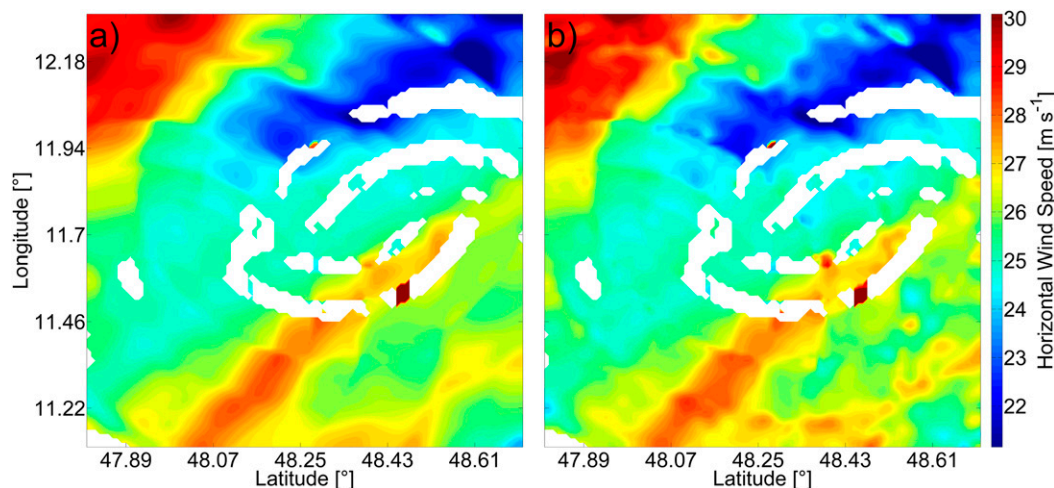 a)
b)
12.18
11.94
11.7
11.46
11.22
Longitude [°]
47.89 48.07 48.25 48.43 48.61
Latitude [°]
47.89 48.07 48.25 48.43 48.61
Latitude [°]
30
29
28
27
26
25
24
23
22
Horizontal Wind Speed [m s-1]